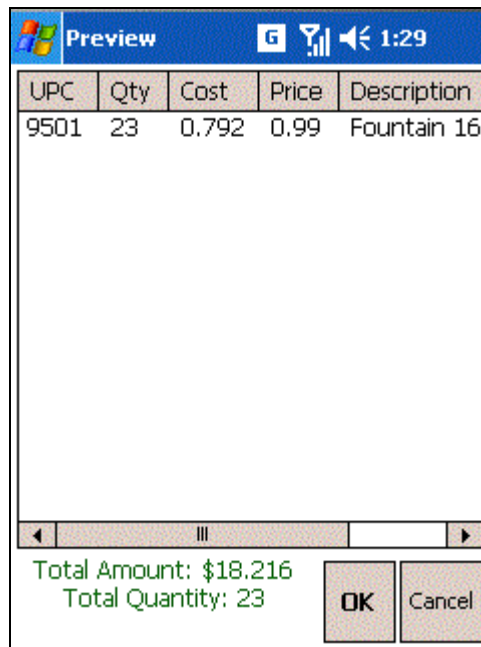 Preview G 1:29
UPC Qty Cost Price Description
9501 23 0.792 0.99 Fountain 16
Total Amount: $18.216
Total Quantity: 23
OK Cancel